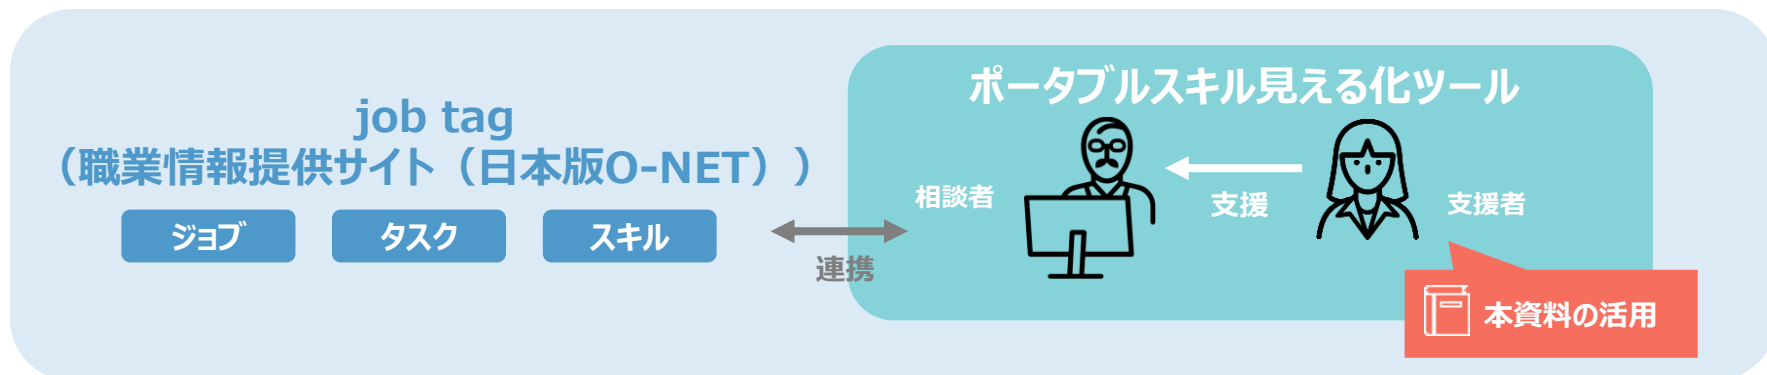 job tag
（職業情報提供サイト（日本版O-NET））
ジョブ
タスク
スキル
連携
ポータブルスキル見える化ツール
相談者
支援
支援者
本資料の活用